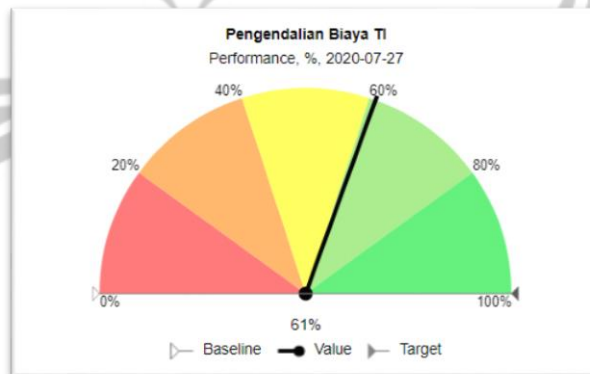 Pengendalian Biaya TI
Performance, %, 2020-07-27
40%
60%
20%
80%
0%
100%
61%
Baseline Value Target